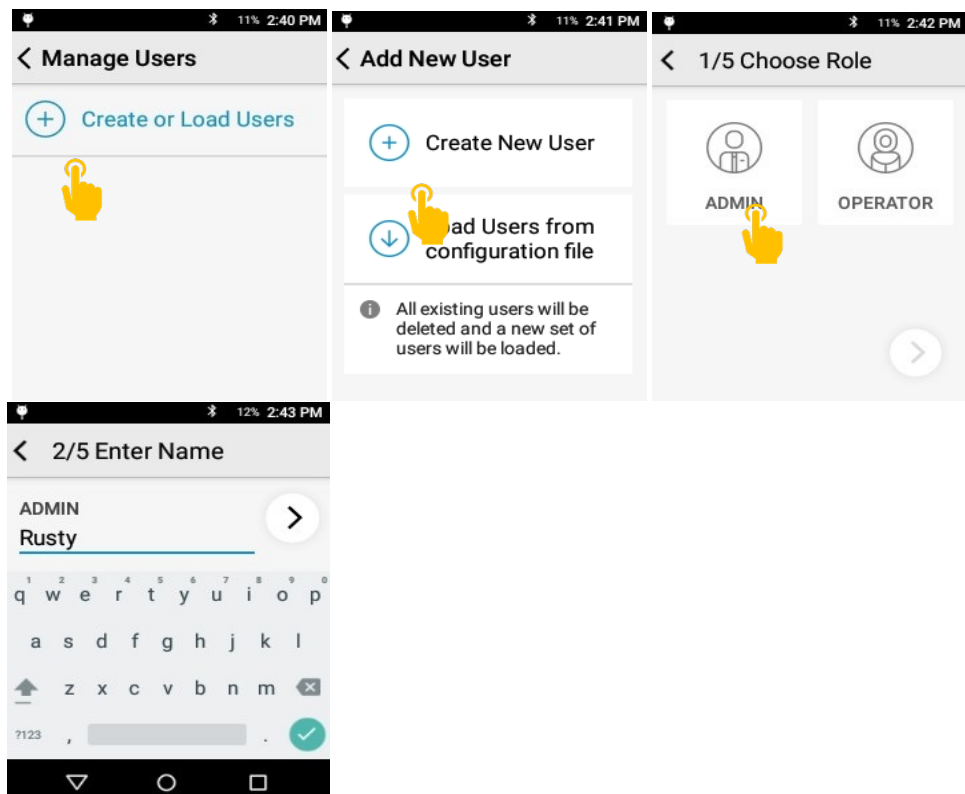 11% 2:40 PM
Manage Users
Create or Load Users
11% 2:41 PM
Add New User
Create New User
ad Users from
configuration file
All existing users will be
deleted and a new set of
users will be loaded.
11% 2:42 PM
1/5 Choose Role
ADMIN
OPERATOR
12% 2:43 PM
2/5 Enter Name
ADMIN
Rusty
1 2 3 4 5 6 7 8 9 0
q w e r t y u i o p
a s d f g h j k l
z x c v b n m
?123 , .